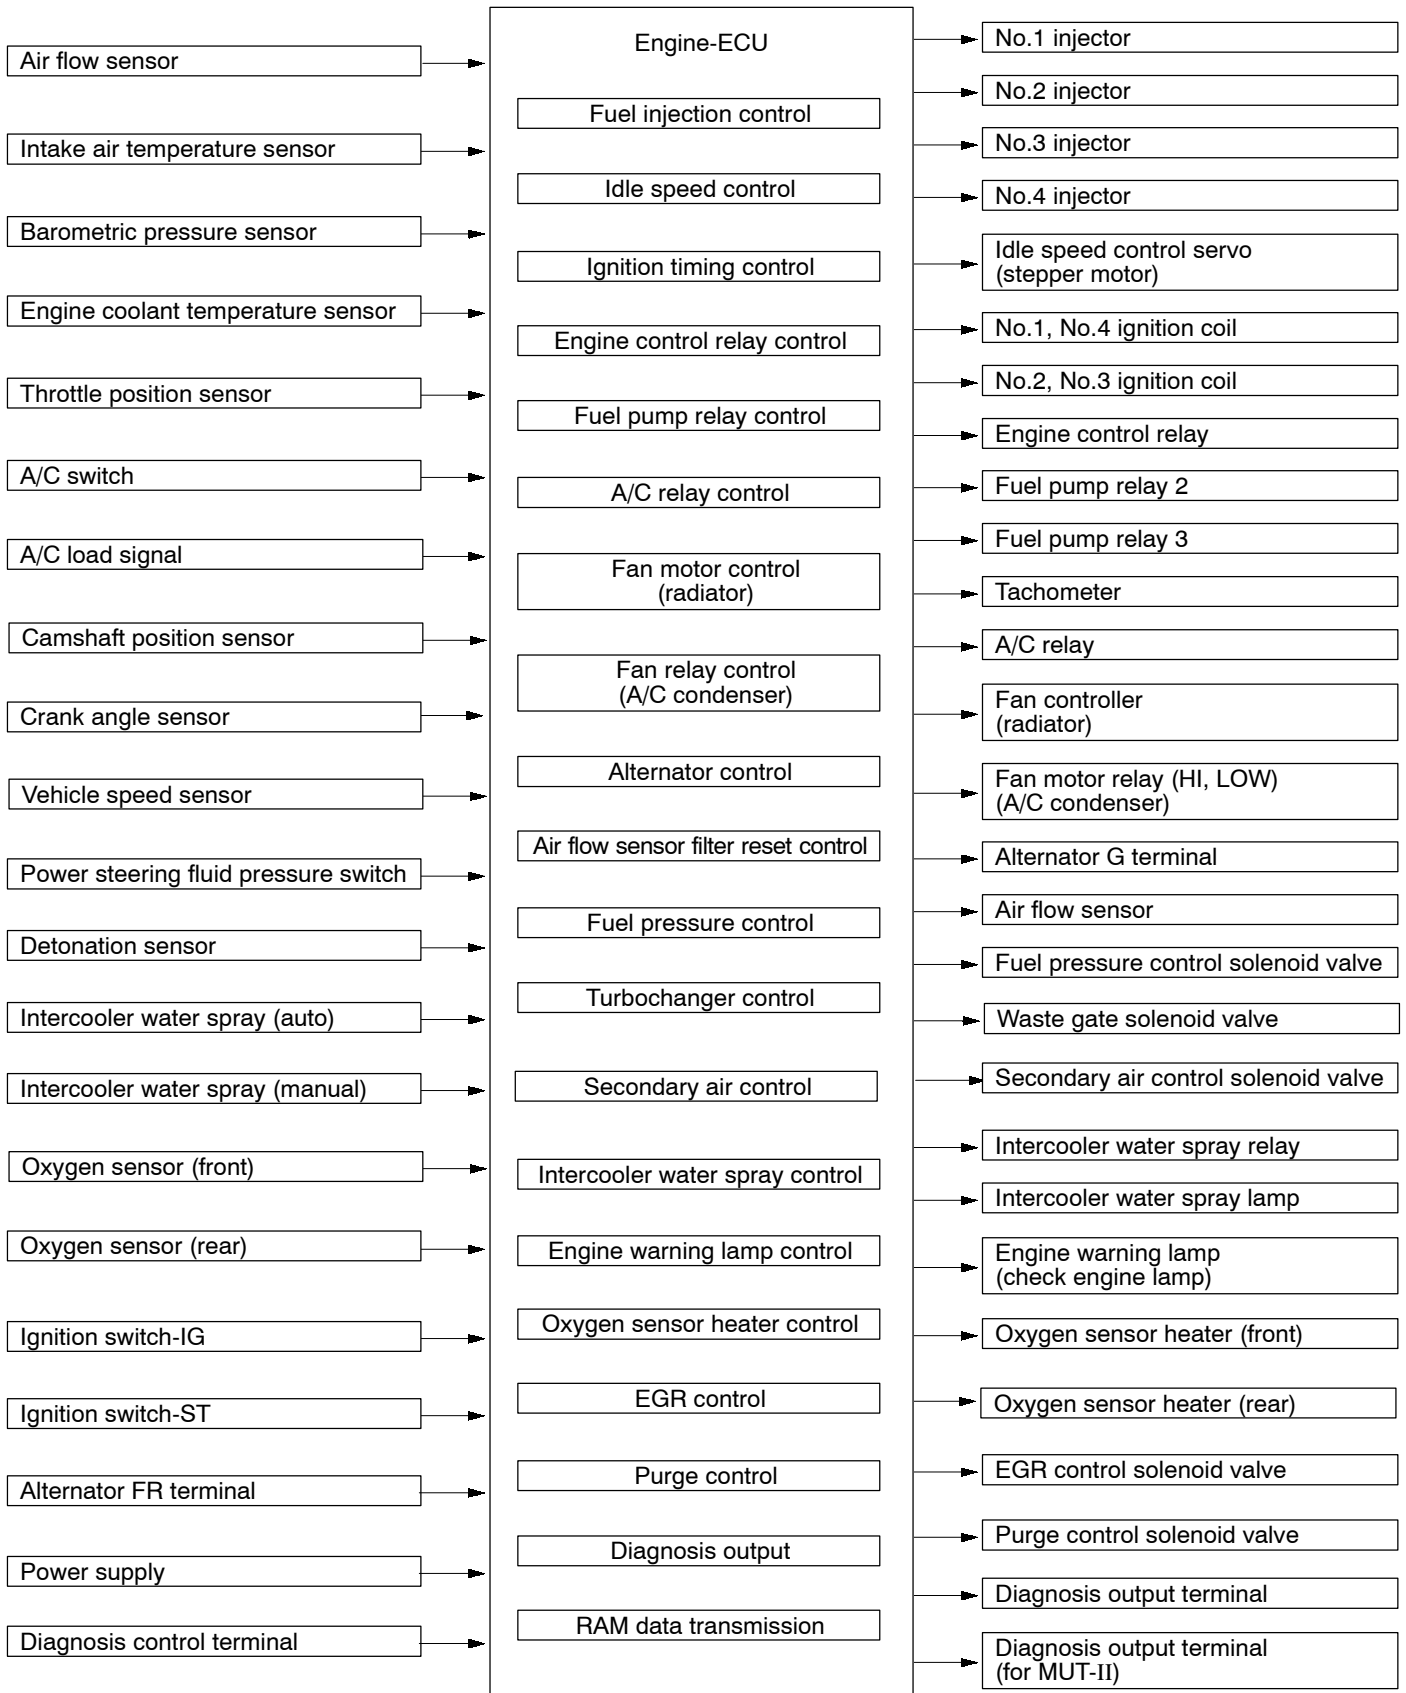 Air flow sensor
Intake air temperature sensor
Barometric pressure sensor
Engine coolant temperature sensor
Throttle position sensor
A/C switch
A/C load signal
Camshaft position sensor
Crank angle sensor
Vehicle speed sensor
Power steering fluid pressure switch
Detonation sensor
Intercooler water spray (auto)
Intercooler water spray (manual)
Oxygen sensor (front)
Oxygen sensor (rear)
Ignition switch-IG
Ignition switch-ST
Alternator FR terminal
Power supply
Diagnosis control terminal
Engine-ECU
Fuel injection control
Idle speed control
Ignition timing control
Engine control relay control
Fuel pump relay control
A/C relay control
Fan motor control
(radiator)
Fan relay control
(A/C condenser)
Alternator control
Air flow sensor filter reset control
Fuel pressure control
Turbochanger control
Secondary air control
Intercooler water spray control
Engine warning lamp control
Oxygen sensor heater control
EGR control
Purge control
Diagnosis output
RAM data transmission
No.1 injector
No.2 injector
No.3 injector
No.4 injector
Idle speed control servo
(stepper motor)
No.1, No.4 ignition coil
No.2, No.3 ignition coil
Engine control relay
Fuel pump relay 2
Fuel pump relay 3
Tachometer
A/C relay
Fan controller
(radiator)
Fan motor relay (HI, LOW)
(A/C condenser)
Alternator G terminal
Air flow sensor
Fuel pressure control solenoid valve
Waste gate solenoid valve
Secondary air control solenoid valve
Intercooler water spray relay
Intercooler water spray lamp
Engine warning lamp
(check engine lamp)
Oxygen sensor heater (front)
Oxygen sensor heater (rear)
EGR control solenoid valve
Purge control solenoid valve
Diagnosis output terminal
Diagnosis output terminal
(for MUT-II)